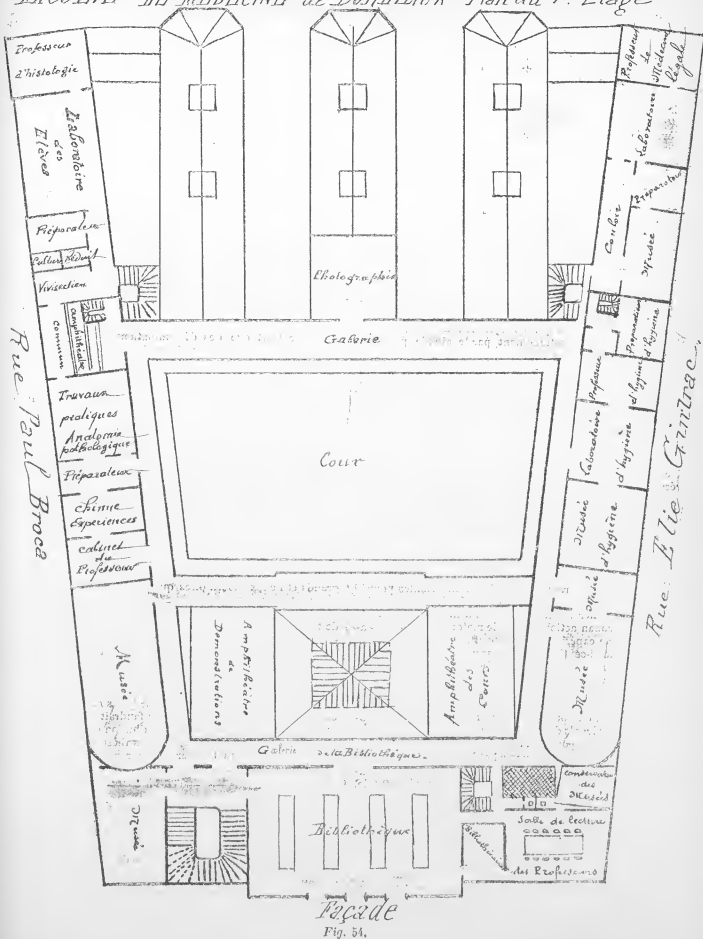 de MÉDECINE de BORDEAUX Plan du 1er Etage
Professeur
d'histologie
Laboratoire
des
Elèves
Préparateur
Culture
Réduit
Vivisection
Amphithéâtre
commun
Travaux
pratiques
Anatomie
pathologique
Préparateur
chimie
Expériences
cabinet
du
Professeur
Musée
Musée
Rue Paul Broca
Photographie
Galerie
Cour
Amphithéâtre
de
Démonstrations
Amphithéâtre
des
Cours
Galerie de la Bibliothèque.
Bibliothèque
Professeur
de
Médecine
légale
Laboratoire
Préparateur
Couloir
Musée
Préparateur
d'hygiène
Professeur
d'hygiène
Laboratoire
d'hygiène
Musée
d'hygiène
Musée
Musée
Rue Elie Gintrac
conservateur
des
Musées
Salle de lecture
des Professeurs
Bibliothécaire
Façade
Fig. 54.